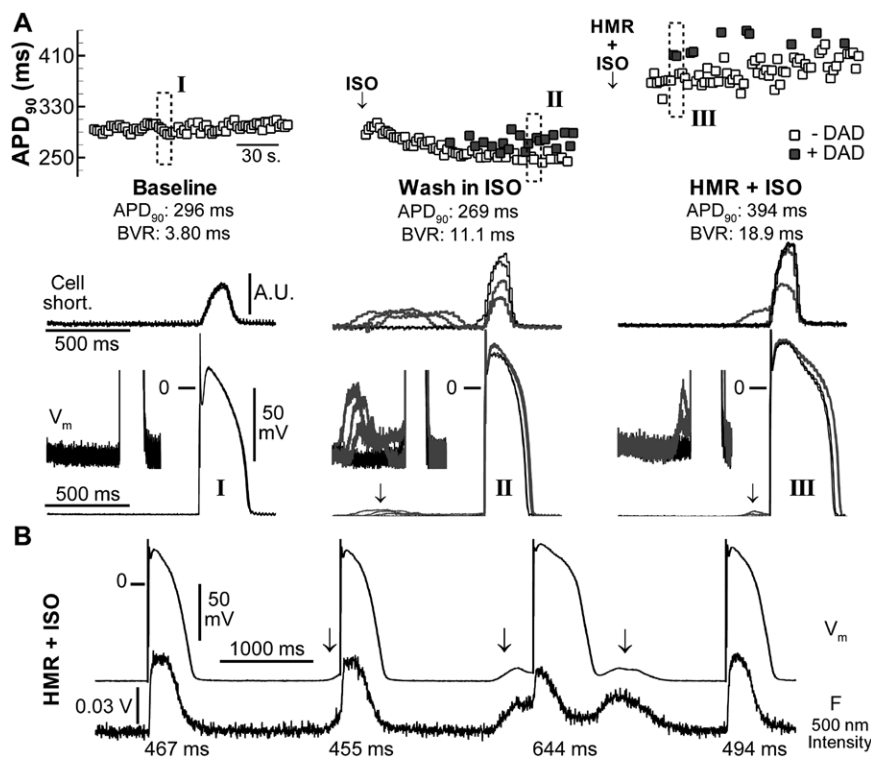 A
APD90 (ms)
410
330
250
I
30 s.
ISO
↓
II
HMR
+
ISO
↓
III
- DAD
+ DAD
Baseline
APD90: 296 ms
BVR: 3.80 ms
Wash in ISO
APD90: 269 ms
BVR: 11.1 ms
HMR + ISO
APD90: 394 ms
BVR: 18.9 ms
Cell
short.
A.U.
500 ms
0
Vm
50
mV
500 ms
I
0
↓
II
0
↓
III
B
HMR + ISO
0
50
mV
1000 ms
↓
↓
↓
Vm
0.03 V
F
500 nm
Intensity
467 ms
455 ms
644 ms
494 ms